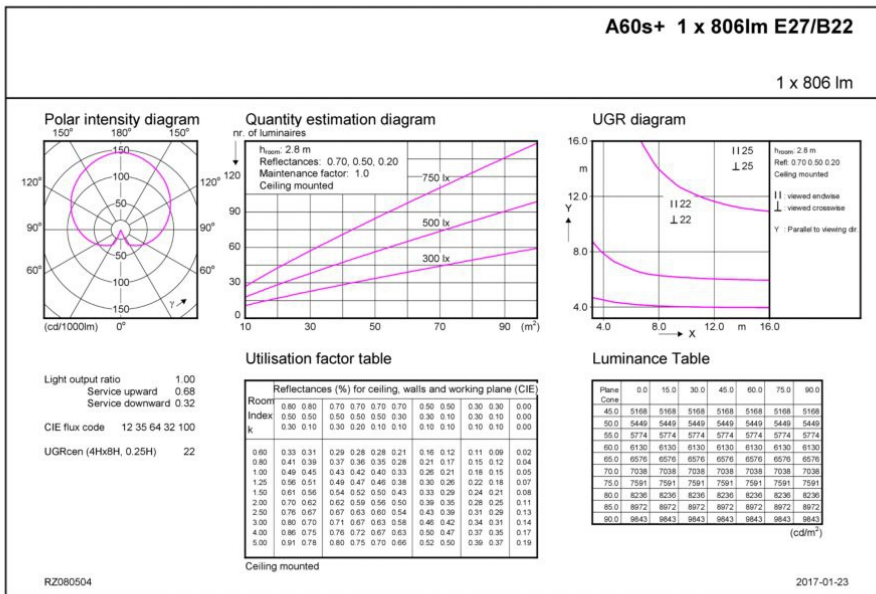 A60s+ 1 x 806lm E27/B22
1 x 806 lm
Polar intensity diagram
150° 180° 150°
120° 120°
90° 90°
60° 60°
150
100
50
50
100
150
γ
(cd/1000lm) 0°
Quantity estimation diagram
nr. of luminaires
hroom: 2.8 m
Reflectances: 0.70, 0.50, 0.20
Maintenance factor: 1.0
Ceiling mounted
750 lx
500 lx
300 lx
120
90
60
30
0
10 30 50 70 90 (m²)
UGR diagram
16.0
m
12.0
Y
8.0
4.0
II 25
⊥ 25
II 22
⊥ 22
4.0 8.0 12.0 m 16.0
X
hroom: 2.8 m
Refl: 0.70 0.50 0.20
Ceiling mounted
II : viewed endwise
⊥ : viewed crosswise
Y : Parallel to viewing dir.
Light output ratio 1.00
Service upward 0.68
Service downward 0.32
CIE flux code 12 35 64 32 100
UGRcen (4Hx8H, 0.25H) 22
Utilisation factor table
Room Index k
Reflectances (%) for ceiling, walls and working plane (CIE)
0.80 0.80 0.70 0.70 0.70 0.70 0.50 0.50 0.30 0.30 0.00
0.50 0.50 0.50 0.50 0.50 0.30 0.30 0.10 0.30 0.10 0.00
0.30 0.10 0.30 0.20 0.10 0.10 0.10 0.10 0.10 0.10 0.00
0.60 0.33 0.31 0.29 0.28 0.28 0.21 0.16 0.12 0.11 0.09 0.02
0.80 0.41 0.39 0.37 0.36 0.35 0.28 0.21 0.17 0.15 0.12 0.04
1.00 0.49 0.45 0.43 0.42 0.40 0.33 0.26 0.21 0.18 0.15 0.05
1.25 0.56 0.51 0.49 0.47 0.46 0.38 0.30 0.26 0.22 0.18 0.07
1.50 0.61 0.56 0.54 0.52 0.50 0.43 0.33 0.29 0.24 0.21 0.08
2.00 0.70 0.62 0.62 0.59 0.56 0.50 0.39 0.35 0.28 0.25 0.11
2.50 0.76 0.67 0.67 0.63 0.60 0.54 0.43 0.39 0.31 0.29 0.13
3.00 0.80 0.70 0.71 0.67 0.63 0.58 0.46 0.42 0.34 0.31 0.14
4.00 0.86 0.75 0.76 0.72 0.67 0.63 0.50 0.47 0.37 0.35 0.17
5.00 0.91 0.78 0.80 0.75 0.70 0.66 0.52 0.50 0.39 0.37 0.19
Ceiling mounted
Luminance Table
Plane 0.0 15.0 30.0 45.0 60.0 75.0 90.0
Cone
45.0 5168 5168 5168 5168 5168 5168 5168
50.0 5449 5449 5449 5449 5449 5449 5449
55.0 5774 5774 5774 5774 5774 5774 5774
60.0 6130 6130 6130 6130 6130 6130 6130
65.0 6576 6576 6576 6576 6576 6576 6576
70.0 7038 7038 7038 7038 7038 7038 7038
75.0 7591 7591 7591 7591 7591 7591 7591
80.0 8236 8236 8236 8236 8236 8236 8236
85.0 8972 8972 8972 8972 8972 8972 8972
90.0 9843 9843 9843 9843 9843 9843 9843
(cd/m²)
RZ080504
2017-01-23